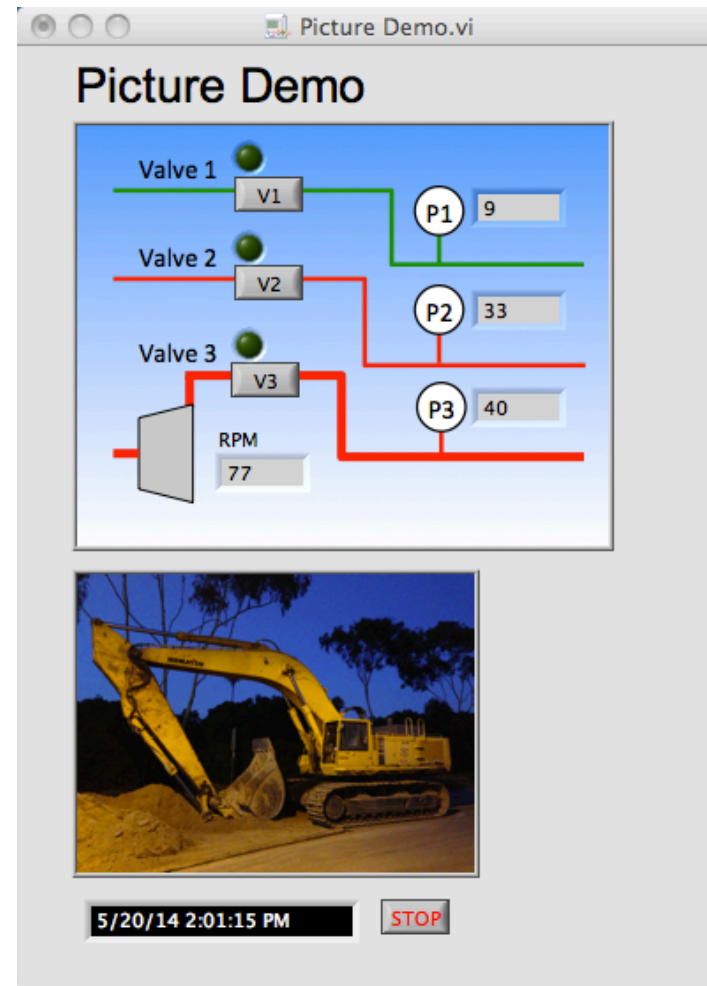 Picture Demo.vi
Picture Demo
Valve 1
V1
P1 9
Valve 2
V2
P2 33
Valve 3
V3
P3 40
RPM
77
KOMATSU
5/20/14 2:01:15 PM
STOP